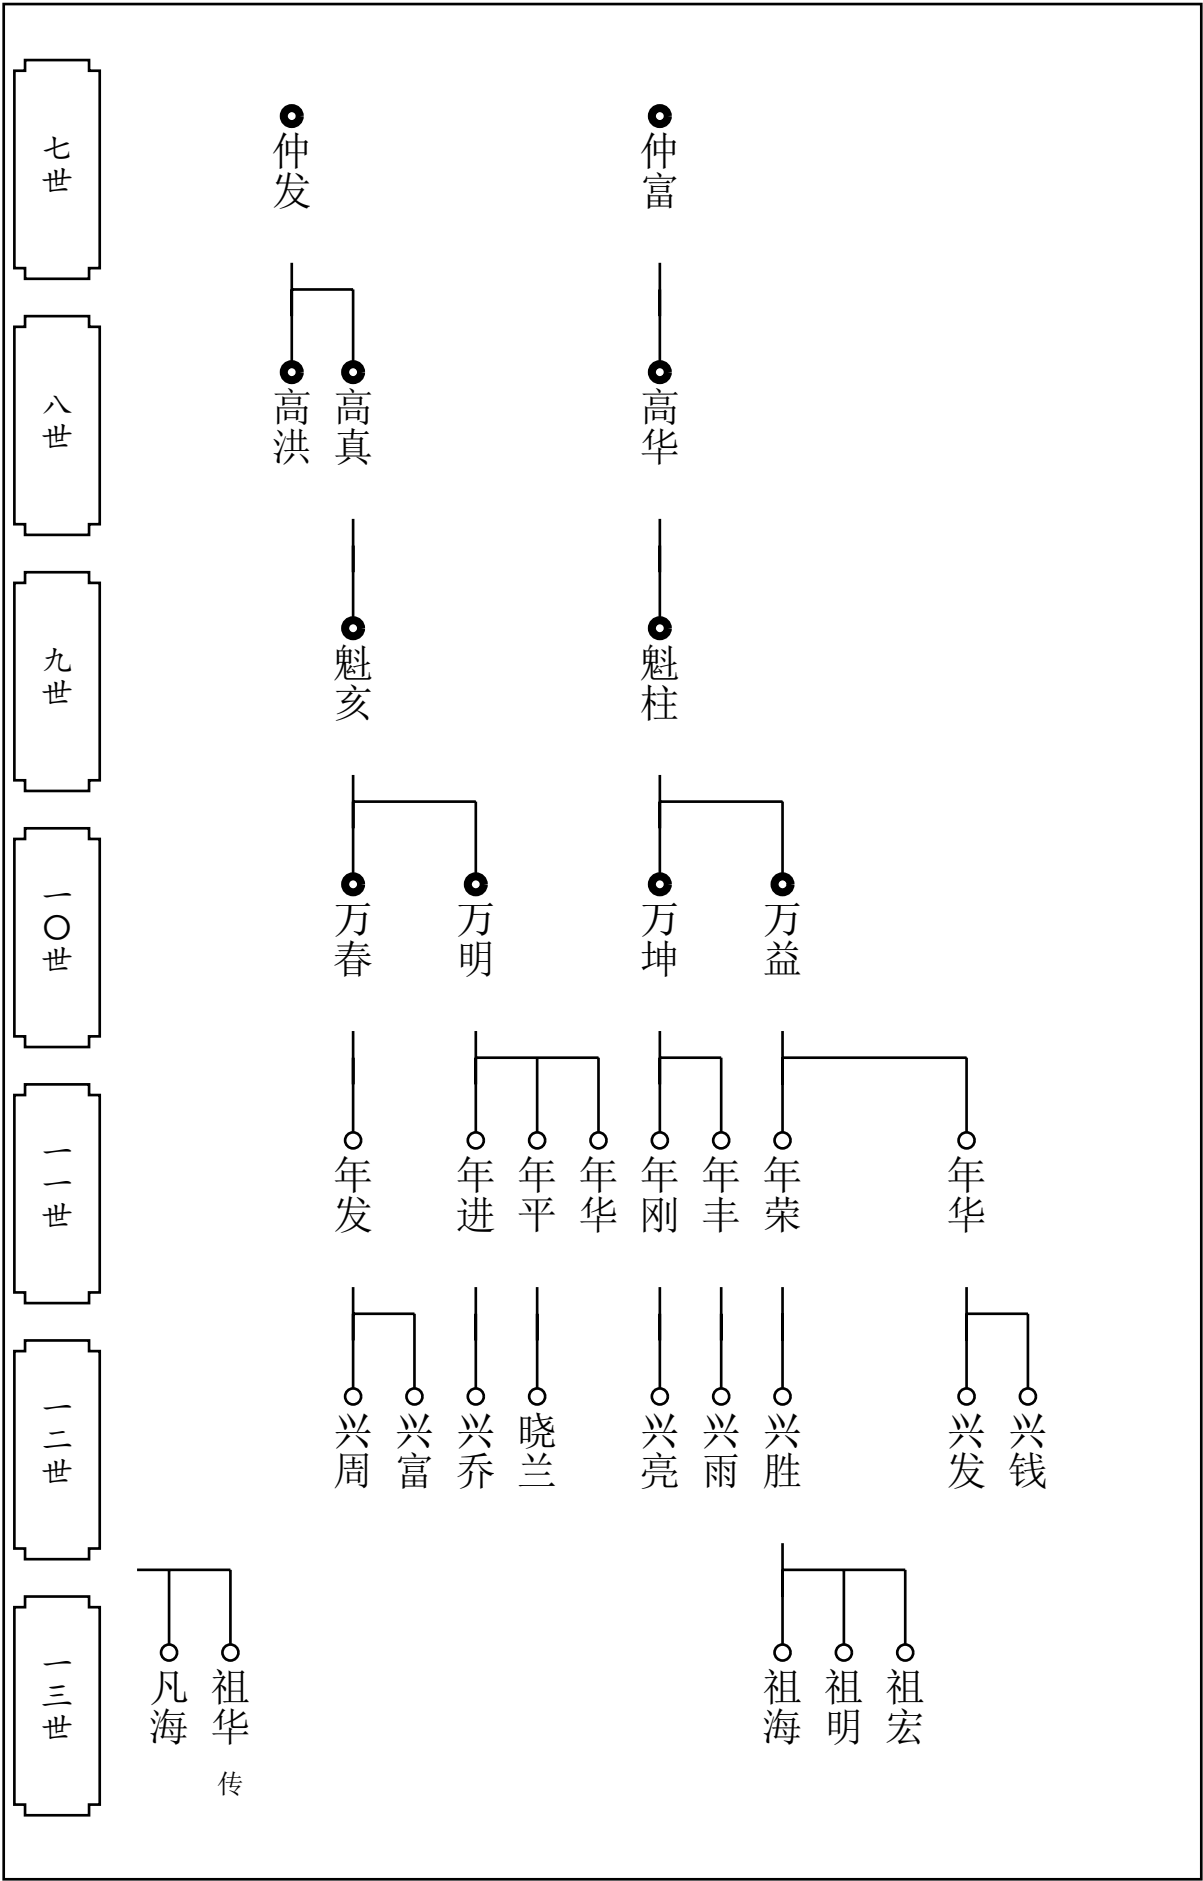 七世
仲发
仲富
八世
高洪
高真
高华
九世
魁亥
魁柱
一〇世
万春
万明
万坤
万益
一一世
年发
年进
年平
年华
年刚
年丰
年荣
年华
一二世
兴周
兴富
兴乔
晓兰
兴亮
兴雨
兴胜
兴发
兴钱
一三世
凡海
祖华
传
祖海
祖明
祖宏